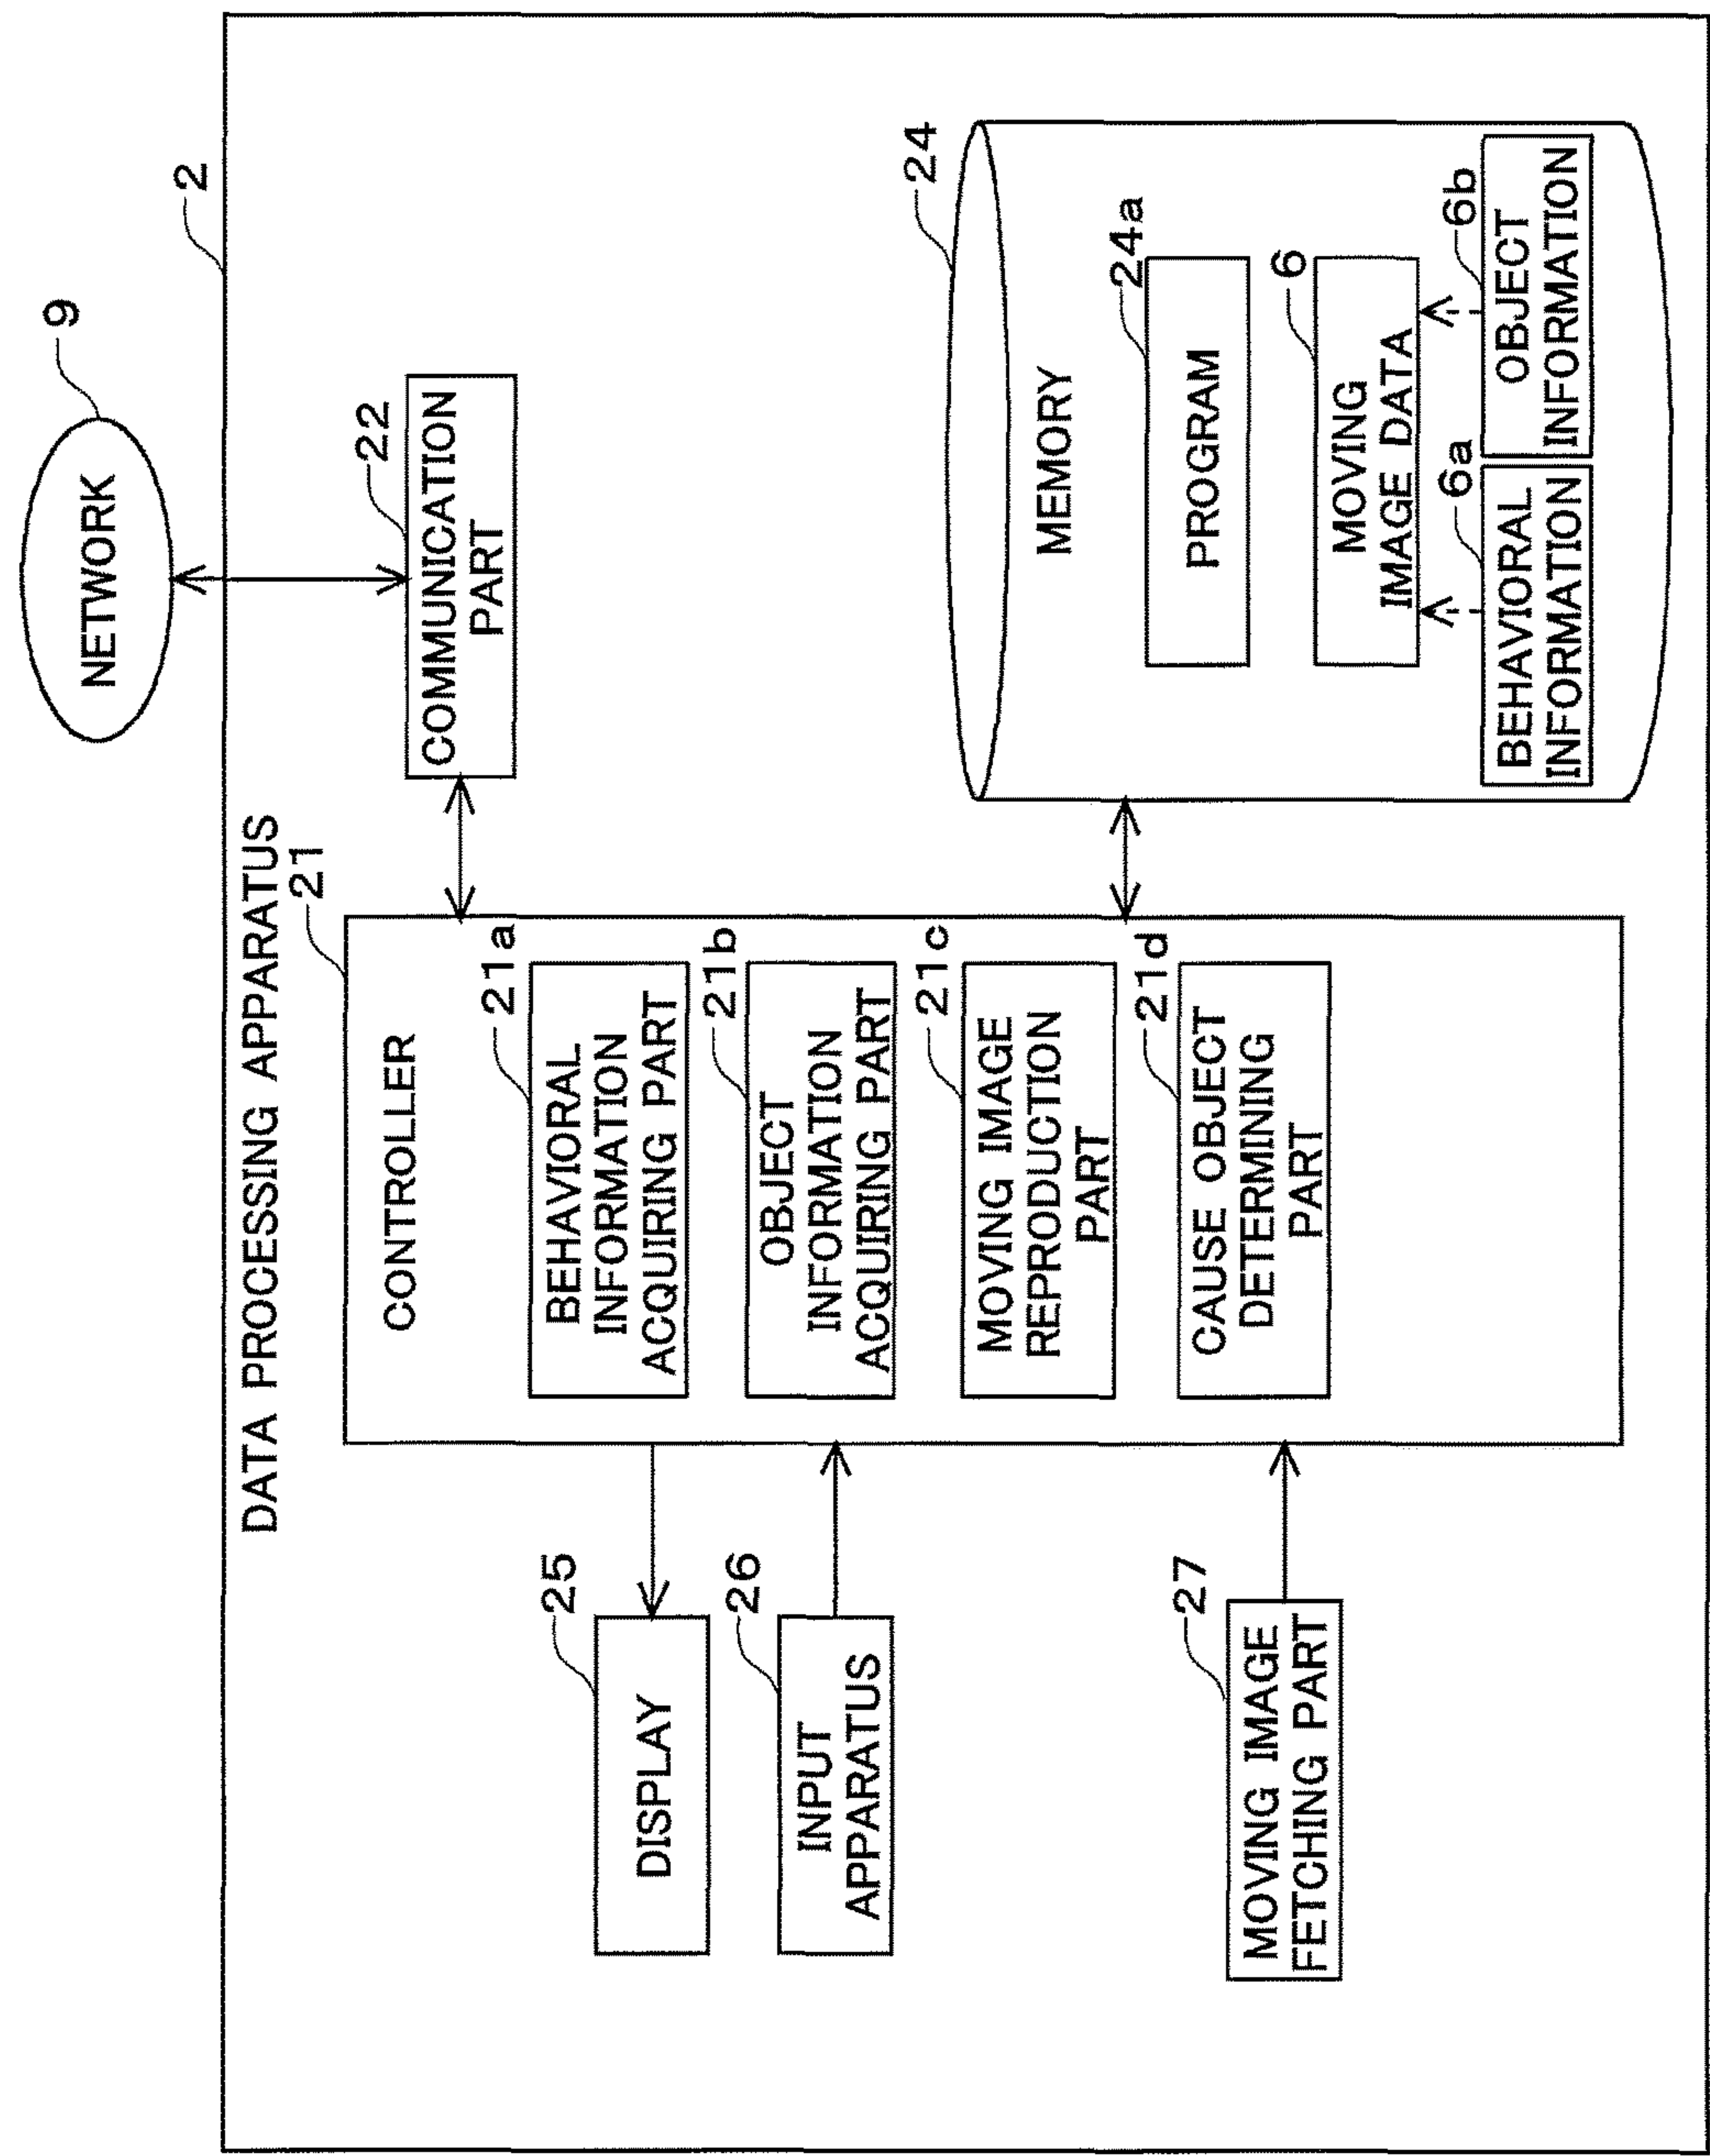 NETWORK
9
2
DATA PROCESSING APPARATUS
21
CONTROLLER
22
COMMUNICATION
PART
21a
BEHAVIORAL
INFORMATION
ACQUIRING PART
21b
OBJECT
INFORMATION
ACQUIRING PART
21c
MOVING IMAGE
REPRODUCTION
PART
21d
CAUSE OBJECT
DETERMINING
PART
25
DISPLAY
26
INPUT
APPARATUS
27
MOVING IMAGE
FETCHING PART
24
MEMORY
24a
PROGRAM
6
MOVING
IMAGE DATA
6a
BEHAVIORAL
INFORMATION
6b
OBJECT
INFORMATION